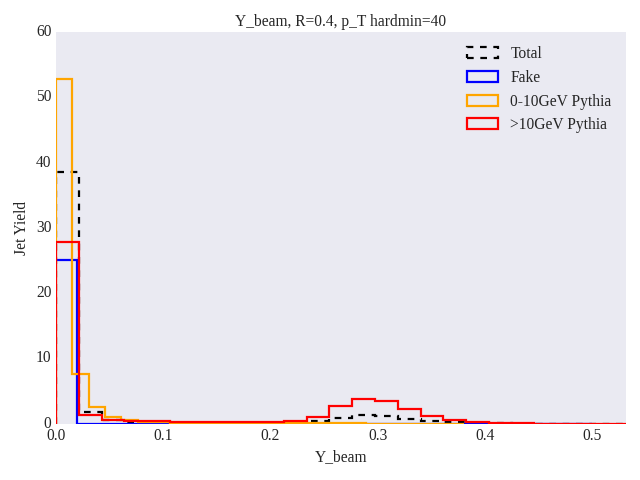 Y_beam, R=0.4, p_T hardmin=40
60
50
40
30
20
10
0
Jet Yield
Total
Fake
0-10GeV Pythia
>10GeV Pythia
0.0 0.1 0.2 0.3 0.4 0.5
Y_beam